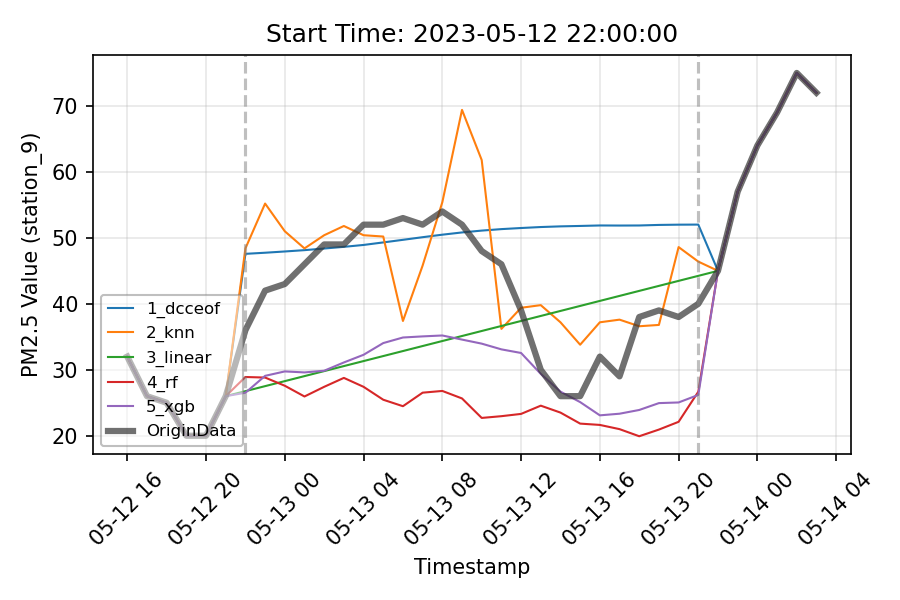 Start Time: 2023-05-12 22:00:00
PM2.5 Value (station_9)
70
60
50
40
30
20
1_dcceof
2_knn
3_linear
4_rf
5_xgb
OriginData
05-12 16
05-12 20
05-13 00
05-13 04
05-13 08
05-13 12
05-13 16
05-13 20
05-14 00
05-14 04
Timestamp